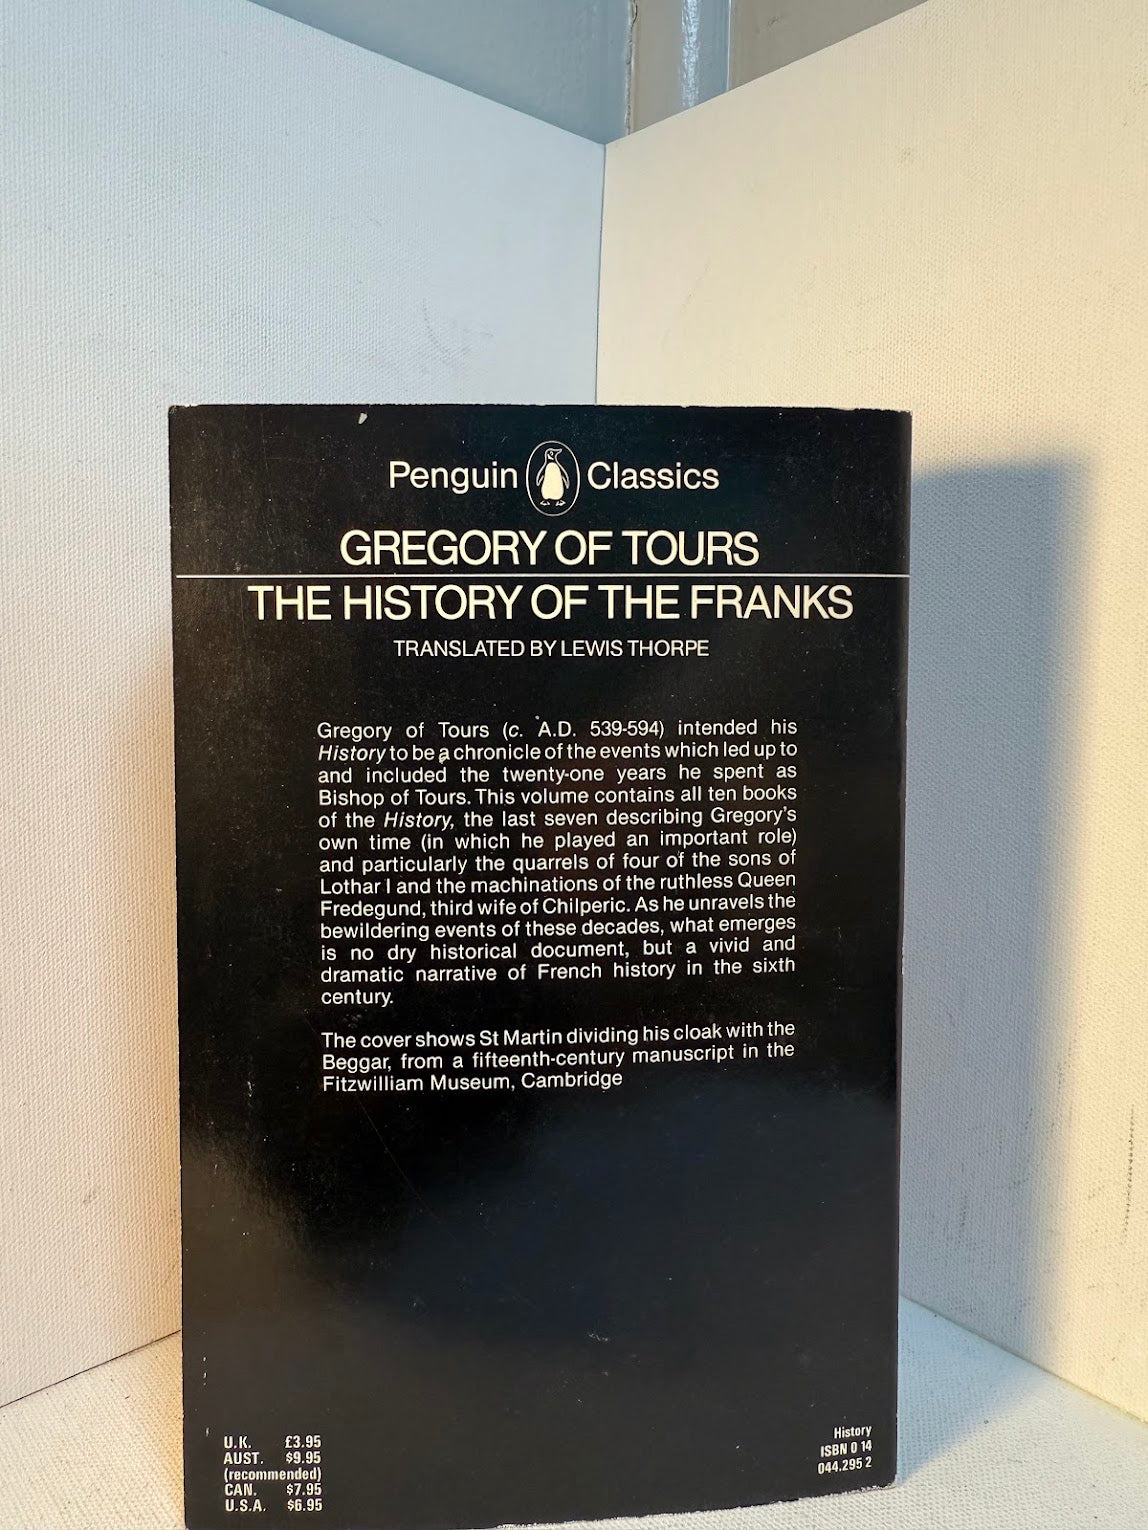 Penguin Classics
GREGORY OF TOURS
THE HISTORY OF THE FRANKS
TRANSLATED BY LEWIS THORPE
Gregory of Tours (c. A.D. 539-594) intended his
History to be a chronicle of the events which led up to
and included the twenty-one years he spent as
Bishop of Tours. This volume contains all ten books
of the History, the last seven describing Gregory's
own time (in which he played an important role)
and particularly the quarrels of four of the sons of
Lothar I and the machinations of the ruthless Queen
Fredegund, third wife of Chilperic. As he unravels the
bewildering events of these decades, what emerges
is no dry historical document, but a vivid and
dramatic narrative of French history in the sixth
century.
The cover shows St Martin dividing his cloak with the
Beggar, from a fifteenth-century manuscript in the
Fitzwilliam Museum, Cambridge
U.K. £3.95
AUST. $9.95
(recommended)
CAN. $7.95
U.S.A. $6.95
History
ISBN 0 14
044.295 2